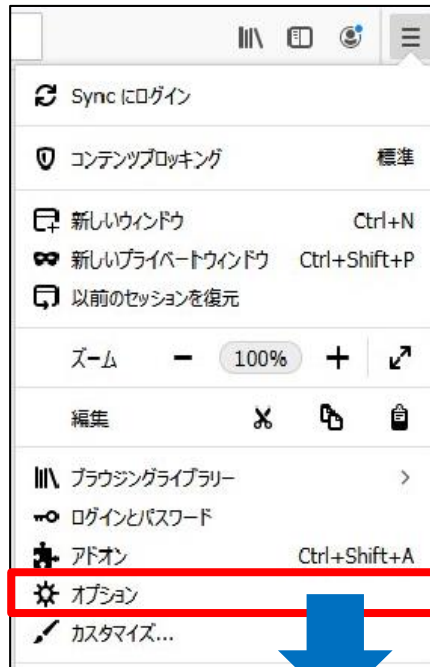 Sync にログイン
コンテンツブロッキング 標準
新しいウィンドウ Ctrl+N
新しいプライベートウィンドウ Ctrl+Shift+P
以前のセッションを復元
ズーム 100%
編集
ブラウジングライブラリー
ログインとパスワード
アドオン Ctrl+Shift+A
オプション
カスタマイズ...